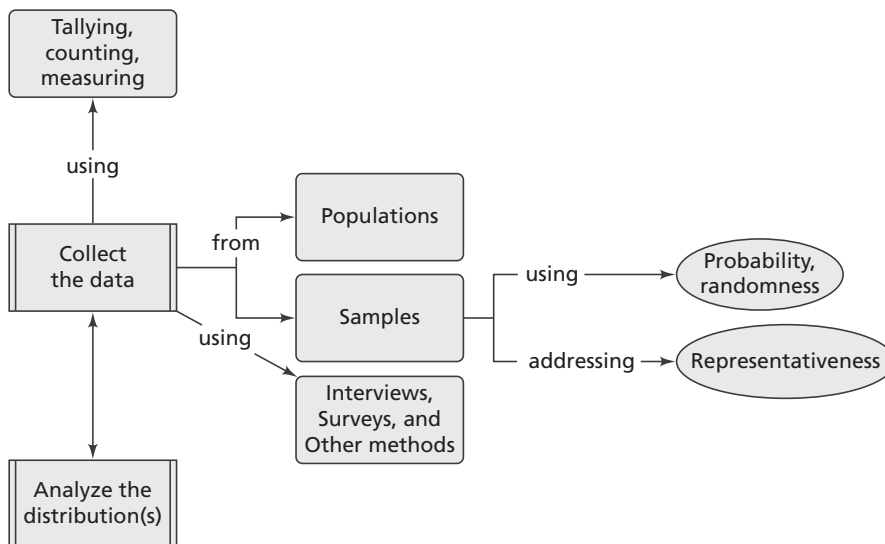 Tallying,
counting,
measuring
using
Populations
Collect
the data
from
Samples
using
Probability,
randomness
using
addressing
Representativeness
Interviews,
Surveys, and
Other methods
Analyze the
distribution(s)